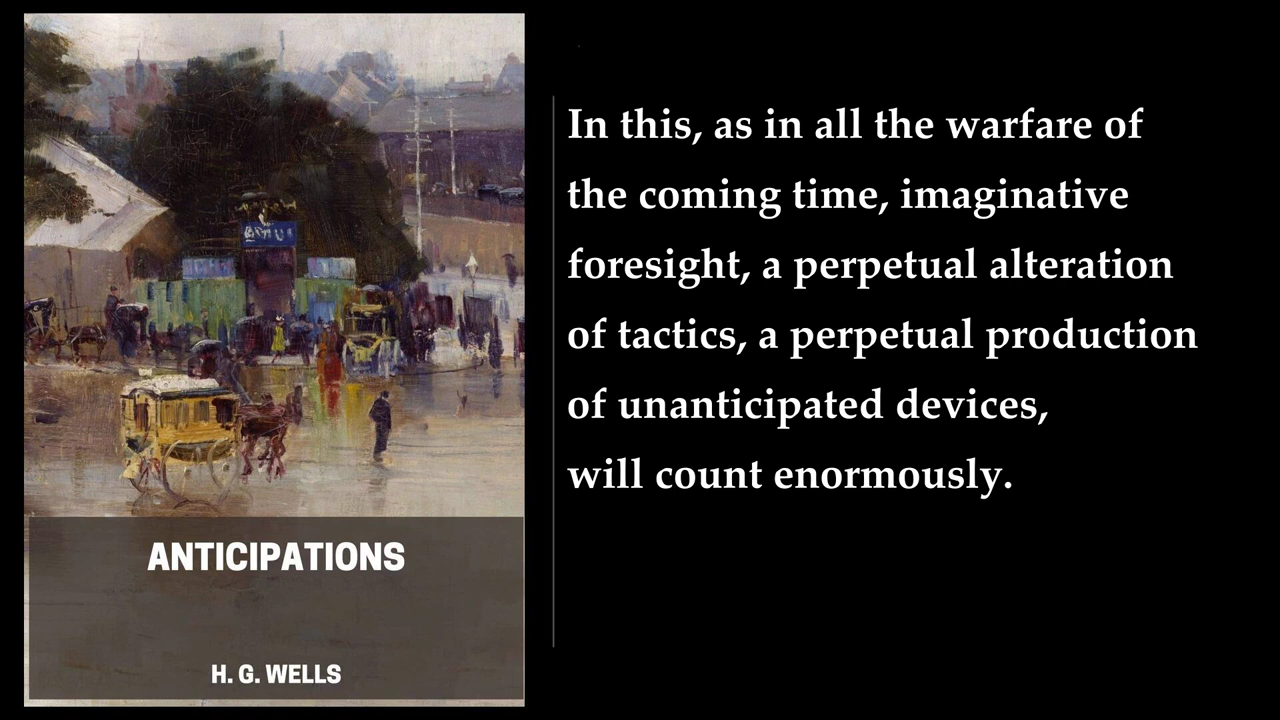 ANTICIPATIONS
H. G. WELLS
In this, as in all the warfare of
the coming time, imaginative
foresight, a perpetual alteration
of tactics, a perpetual production
of unanticipated devices,
will count enormously.